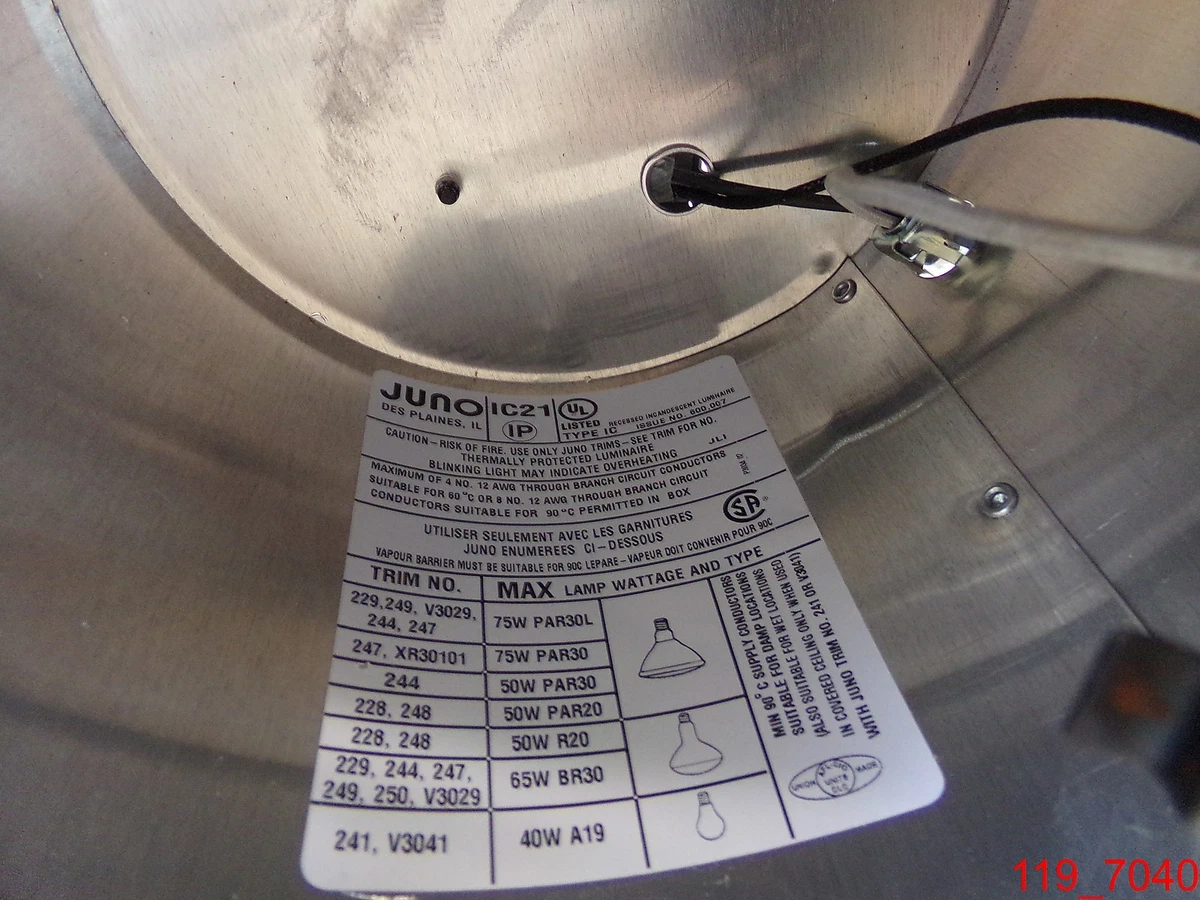 JUNO
DES PLAINES, IL
IC21
IP
UL
LISTED
TYPE IC
RECESSED INCANDESCENT LUMINAIRE
ISSUE NO. 600,007
CAUTION – RISK OF FIRE. USE ONLY JUNO TRIMS – SEE TRIM FOR NO.
THERMALLY PROTECTED LUMINAIRE
JL1
BLINKING LIGHT MAY INDICATE OVERHEATING
MAXIMUM OF 4 NO. 12 AWG THROUGH BRANCH CIRCUIT CONDUCTORS
SUITABLE FOR 60°C OR 8 NO. 12 AWG THROUGH BRANCH CIRCUIT
CONDUCTORS SUITABLE FOR 90°C PERMITTED IN BOX
UTILISER SEULEMENT AVEC LES GARNITURES
JUNO ENUMEREES CI-DESSOUS
SA
VAPOUR BARRIER MUST BE SUITABLE FOR 90C LEPARE – VAPEUR DOIT CONVENIR POUR 90C
TRIM NO. MAX LAMP WATTAGE AND TYPE
229,249, V3029,
244, 247 75W PAR30L
247, XR30101 75W PAR30
244 50W PAR30
228, 248 50W PAR20
228, 248 50W R20
229, 244, 247,
249, 250, V3029 65W BR30
241, V3041 40W A19
MIN 90°C SUPPLY CONDUCTORS
SUITABLE FOR DAMP LOCATIONS
SUITABLE FOR WET LOCATIONS
(ALSO SUITABLE ONLY WHEN USED
IN COVERED CEILING
WITH JUNO TRIM NO. 241 OR V3041)
UNION MADE
AFL-CIO
119_7040